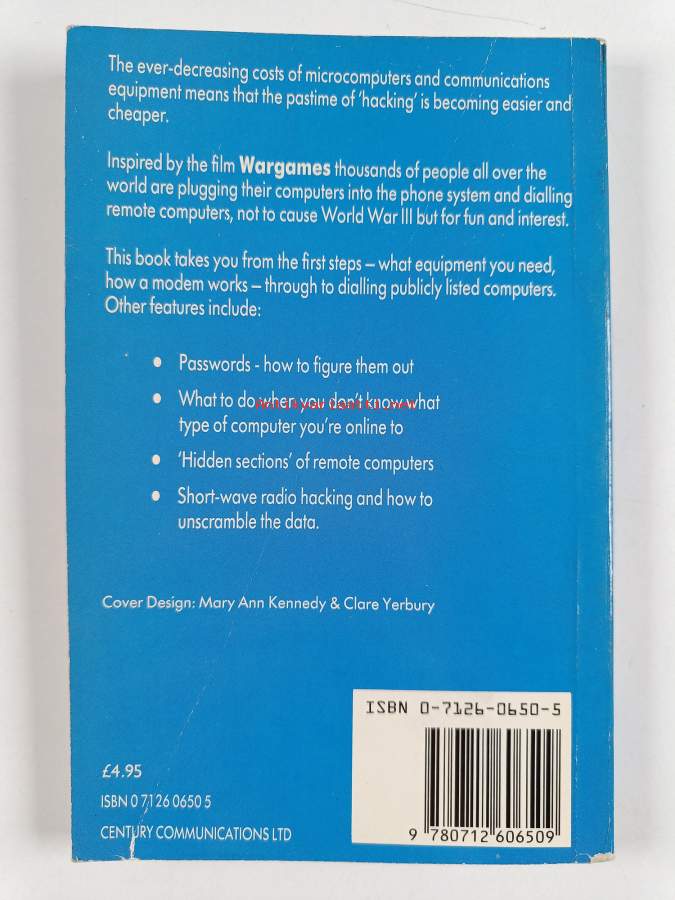 The ever-decreasing costs of microcomputers and communications
equipment means that the pastime of ‘hacking’ is becoming easier and
cheaper.
Inspired by the film Wargames thousands of people all over the
world are plugging their computers into the phone system and dialling
remote computers, not to cause World War III but for fun and interest.
This book takes you from the first steps – what equipment you need,
how a modem works – through to dialling publicly listed computers.
Other features include:
• Passwords - how to figure them out
• What to do when you don’t know what
type of computer you’re online to
• ‘Hidden sections’ of remote computers
• Short-wave radio hacking and how to
unscramble the data.
Cover Design: Mary Ann Kennedy & Clare Yerbury
ISBN 0-7126-0650-5
£4.95
ISBN 0 7126 0650 5
CENTURY COMMUNICATIONS LTD
9 780712 606509